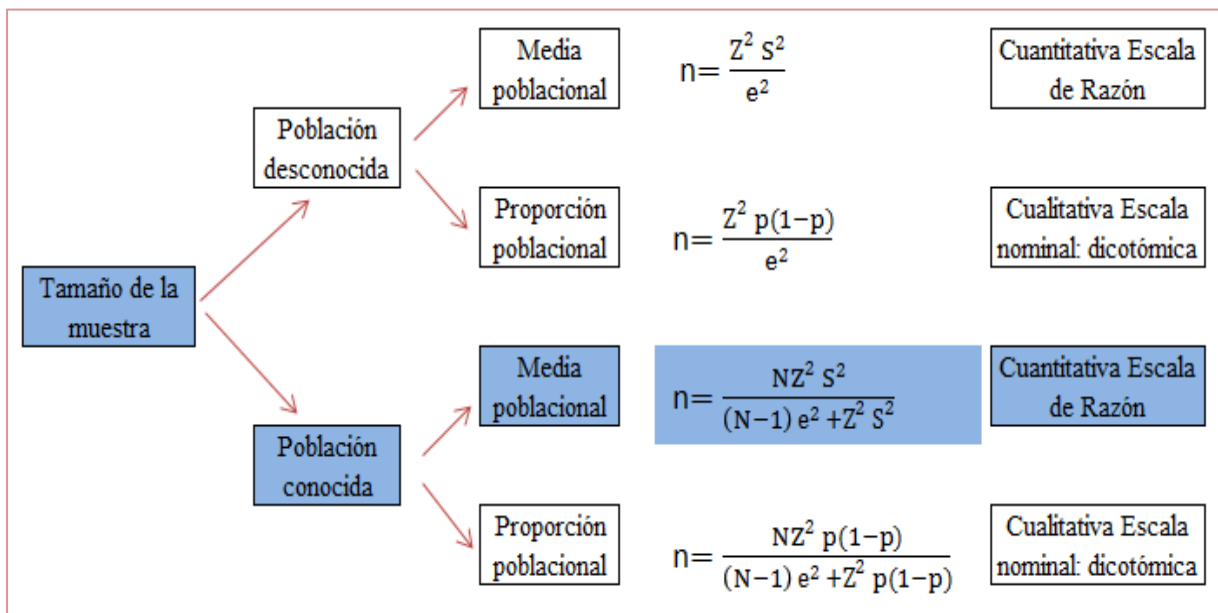 Media
poblacional
n= Z² S² / e²
Cuantitativa Escala
de Razón
Población
desconocida
Proporción
poblacional
n= Z² p(1−p) / e²
Cualitativa Escala
nominal: dicotómica
Tamaño de la
muestra
Media
poblacional
n= NZ² S² / (N−1) e² +Z² S²
Cuantitativa Escala
de Razón
Población
conocida
Proporción
poblacional
n= NZ² p(1−p) / (N−1) e² +Z² p(1−p)
Cualitativa Escala
nominal: dicotómica